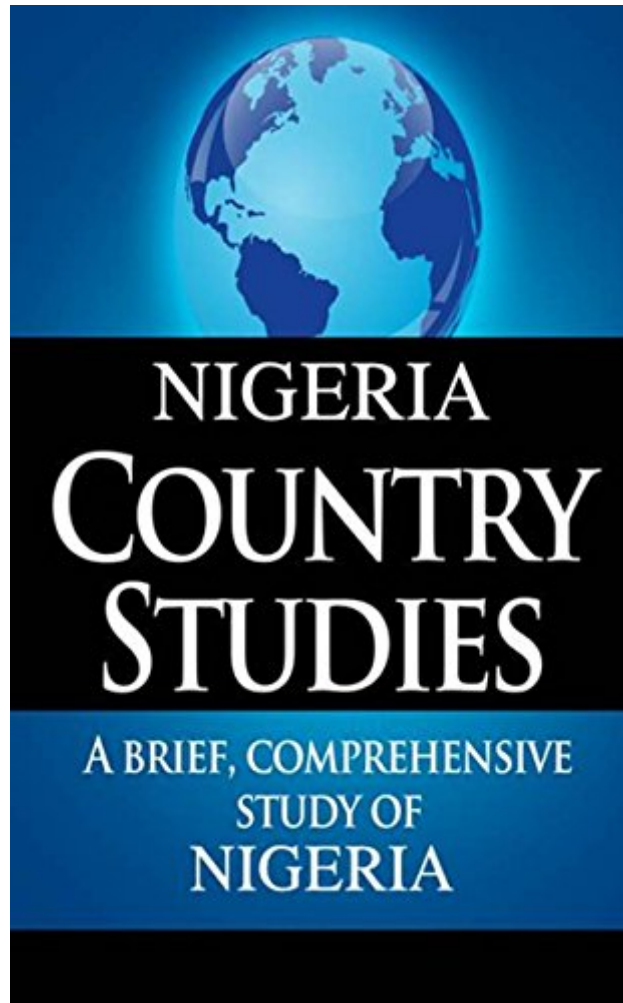 NIGERIA
COUNTRY
STUDIES
A BRIEF, COMPREHENSIVE
STUDY OF
NIGERIA